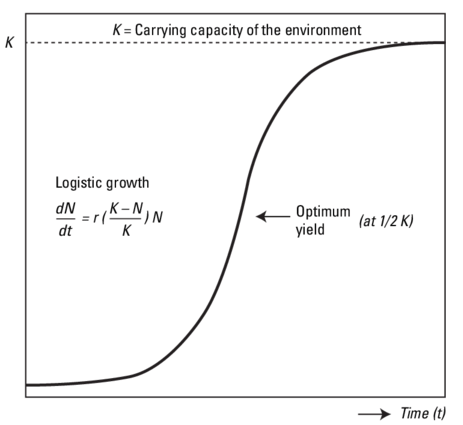 K = Carrying capacity of the environment
K
Logistic growth
dN/dt = r(K – N/K)N
Optimum
yield
(at 1/2 K)
Time (t)